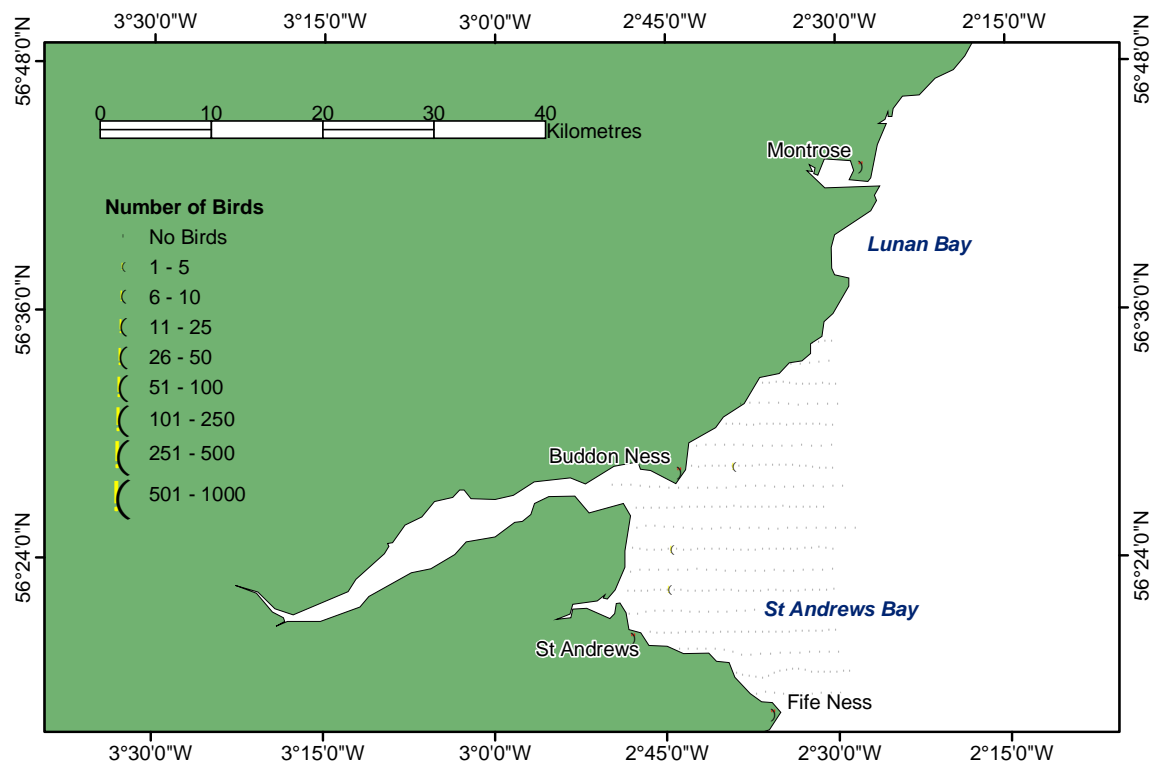 3°30'0"W 3°15'0"W 3°0'0"W 2°45'0"W 2°30'0"W 2°15'0"W
56°48'0"N 56°48'0"N
0 10 20 30 40
Kilometres
Montrose
Number of Birds
No Birds
1 - 5
6 - 10
11 - 25
26 - 50
51 - 100
101 - 250
251 - 500
501 - 1000
Lunan Bay
56°36'0"N 56°36'0"N
Buddon Ness
56°24'0"N 56°24'0"N
St Andrews Bay
St Andrews
Fife Ness
3°30'0"W 3°15'0"W 3°0'0"W 2°45'0"W 2°30'0"W 2°15'0"W